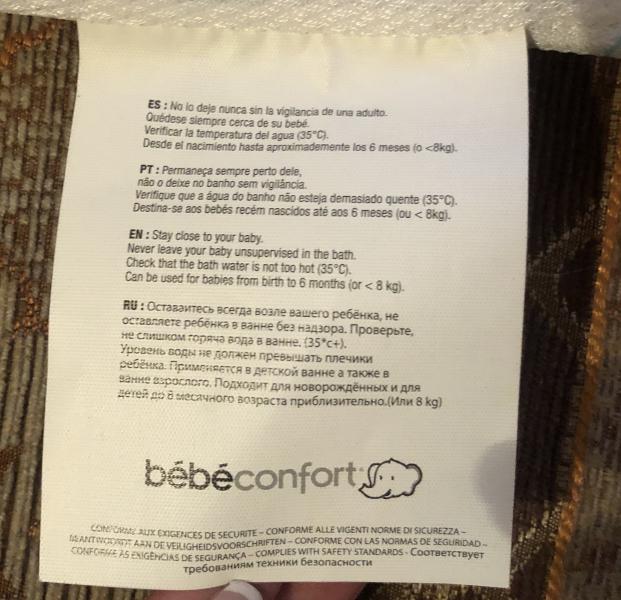 ES : No lo deje nunca sin la vigilancia de una adulto.
Quédese siempre cerca de su bebé.
Verificar la temperatura del agua (35°C).
Desde el nacimiento hasta aproximademente los 6 meses (o <8kg).
PT : Permaneça sempre perto dele,
não o deixe no banho sem vigilância.
Verifique que a água do banho não esteja demasiado quente (35°C).
Destina-se aos bebés recém nascidos até aos 6 meses (ou < 8kg).
EN : Stay close to your baby.
Never leave your baby unsupervised in the bath.
Check that the bath water is not too hot (35°C).
Can be used for babies from birth to 6 months (or < 8 kg).
RU : Оставаитесь всегда возле вашего ребёнка, не
оставляете ребёнка в ванне без надзора. Проверьте,
не слишком горяча вода в ванне. (35*c+).
Уровень воды не должен превышать плечики
ребёнка. Применяется в детской ванне а также в
ванне взрослого. Подходит для новорождённых и для
детей до 8 месячного возраста приблизительно.(Или 8 kg)
bébéconfort
CONFORME AUX EXIGENCES DE SECURITE – CONFORME ALLE VIGENTI NORME DI SICUREZZA –
BEANTWOORDT AAN DE VEILIGHEIDSVOORSCHRIFTEN – CONFORME CON LAS NORMAS DE SEGURIDAD –
CONFORME ÀS EXIGÊNCIAS DE SEGURANÇA – COMPLIES WITH SAFETY STANDARDS - Соответствует
требованиям техники безопасности